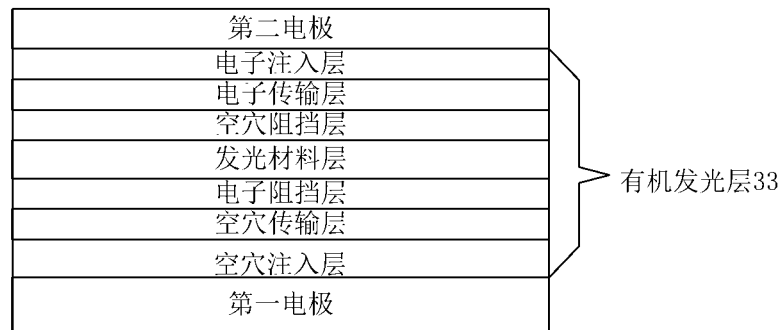 第二电极
电子注入层
电子传输层
空穴阻挡层
发光材料层
电子阻挡层
空穴传输层
空穴注入层
第一电极
有机发光层33